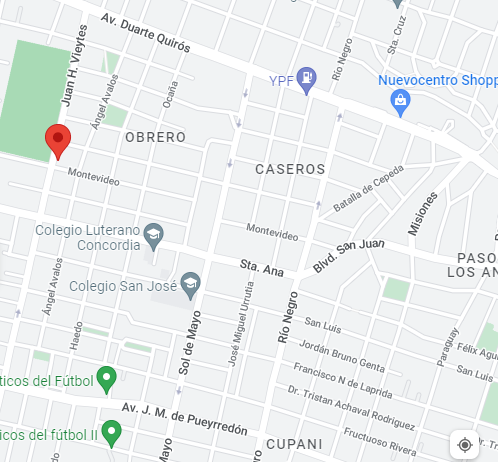 Av. Duarte Quirós
Juan H. Vieytes
Río Negro
Sta. Cruz
YPF
Nuevocentro Shopp
Ángel Avalos
Ocaña
OBRERO
CASEROS
Montevideo
Batalla de Cepeda
Misiones
Colegio Luterano
Concordia
Montevideo
Blvd. San Juan
PASO
LOS AN
Sta. Ana
Colegio San José
Ángel Avalos
José Miguel Urrutia
Río Negro
Sol de Mayo
Haedo
San Luis
Jordán Bruno Genta
Paraguay
Félix Agu
San Luis
Francisco N de Laprida
ticos del Fútbol
Dr. Tristan Achaval Rodriguez
Av. J. M. de Pueyrredón
Fructuoso Rivera
Dr. Tr
icos del fútbol II
Mayo
Negro
CUPANI